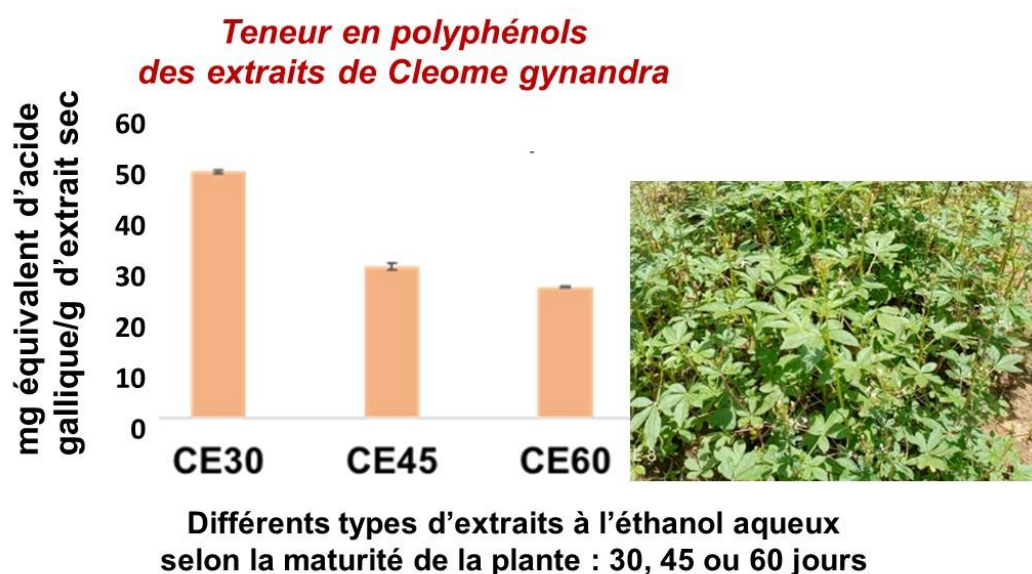 Teneur en polyphénols
des extraits de Cleome gynandra
mg équivalent d’acide
gallique/g d’extrait sec
60
50
40
30
20
10
0
CE30 CE45 CE60
Différents types d’extraits à l’éthanol aqueux
selon la maturité de la plante : 30, 45 ou 60 jours